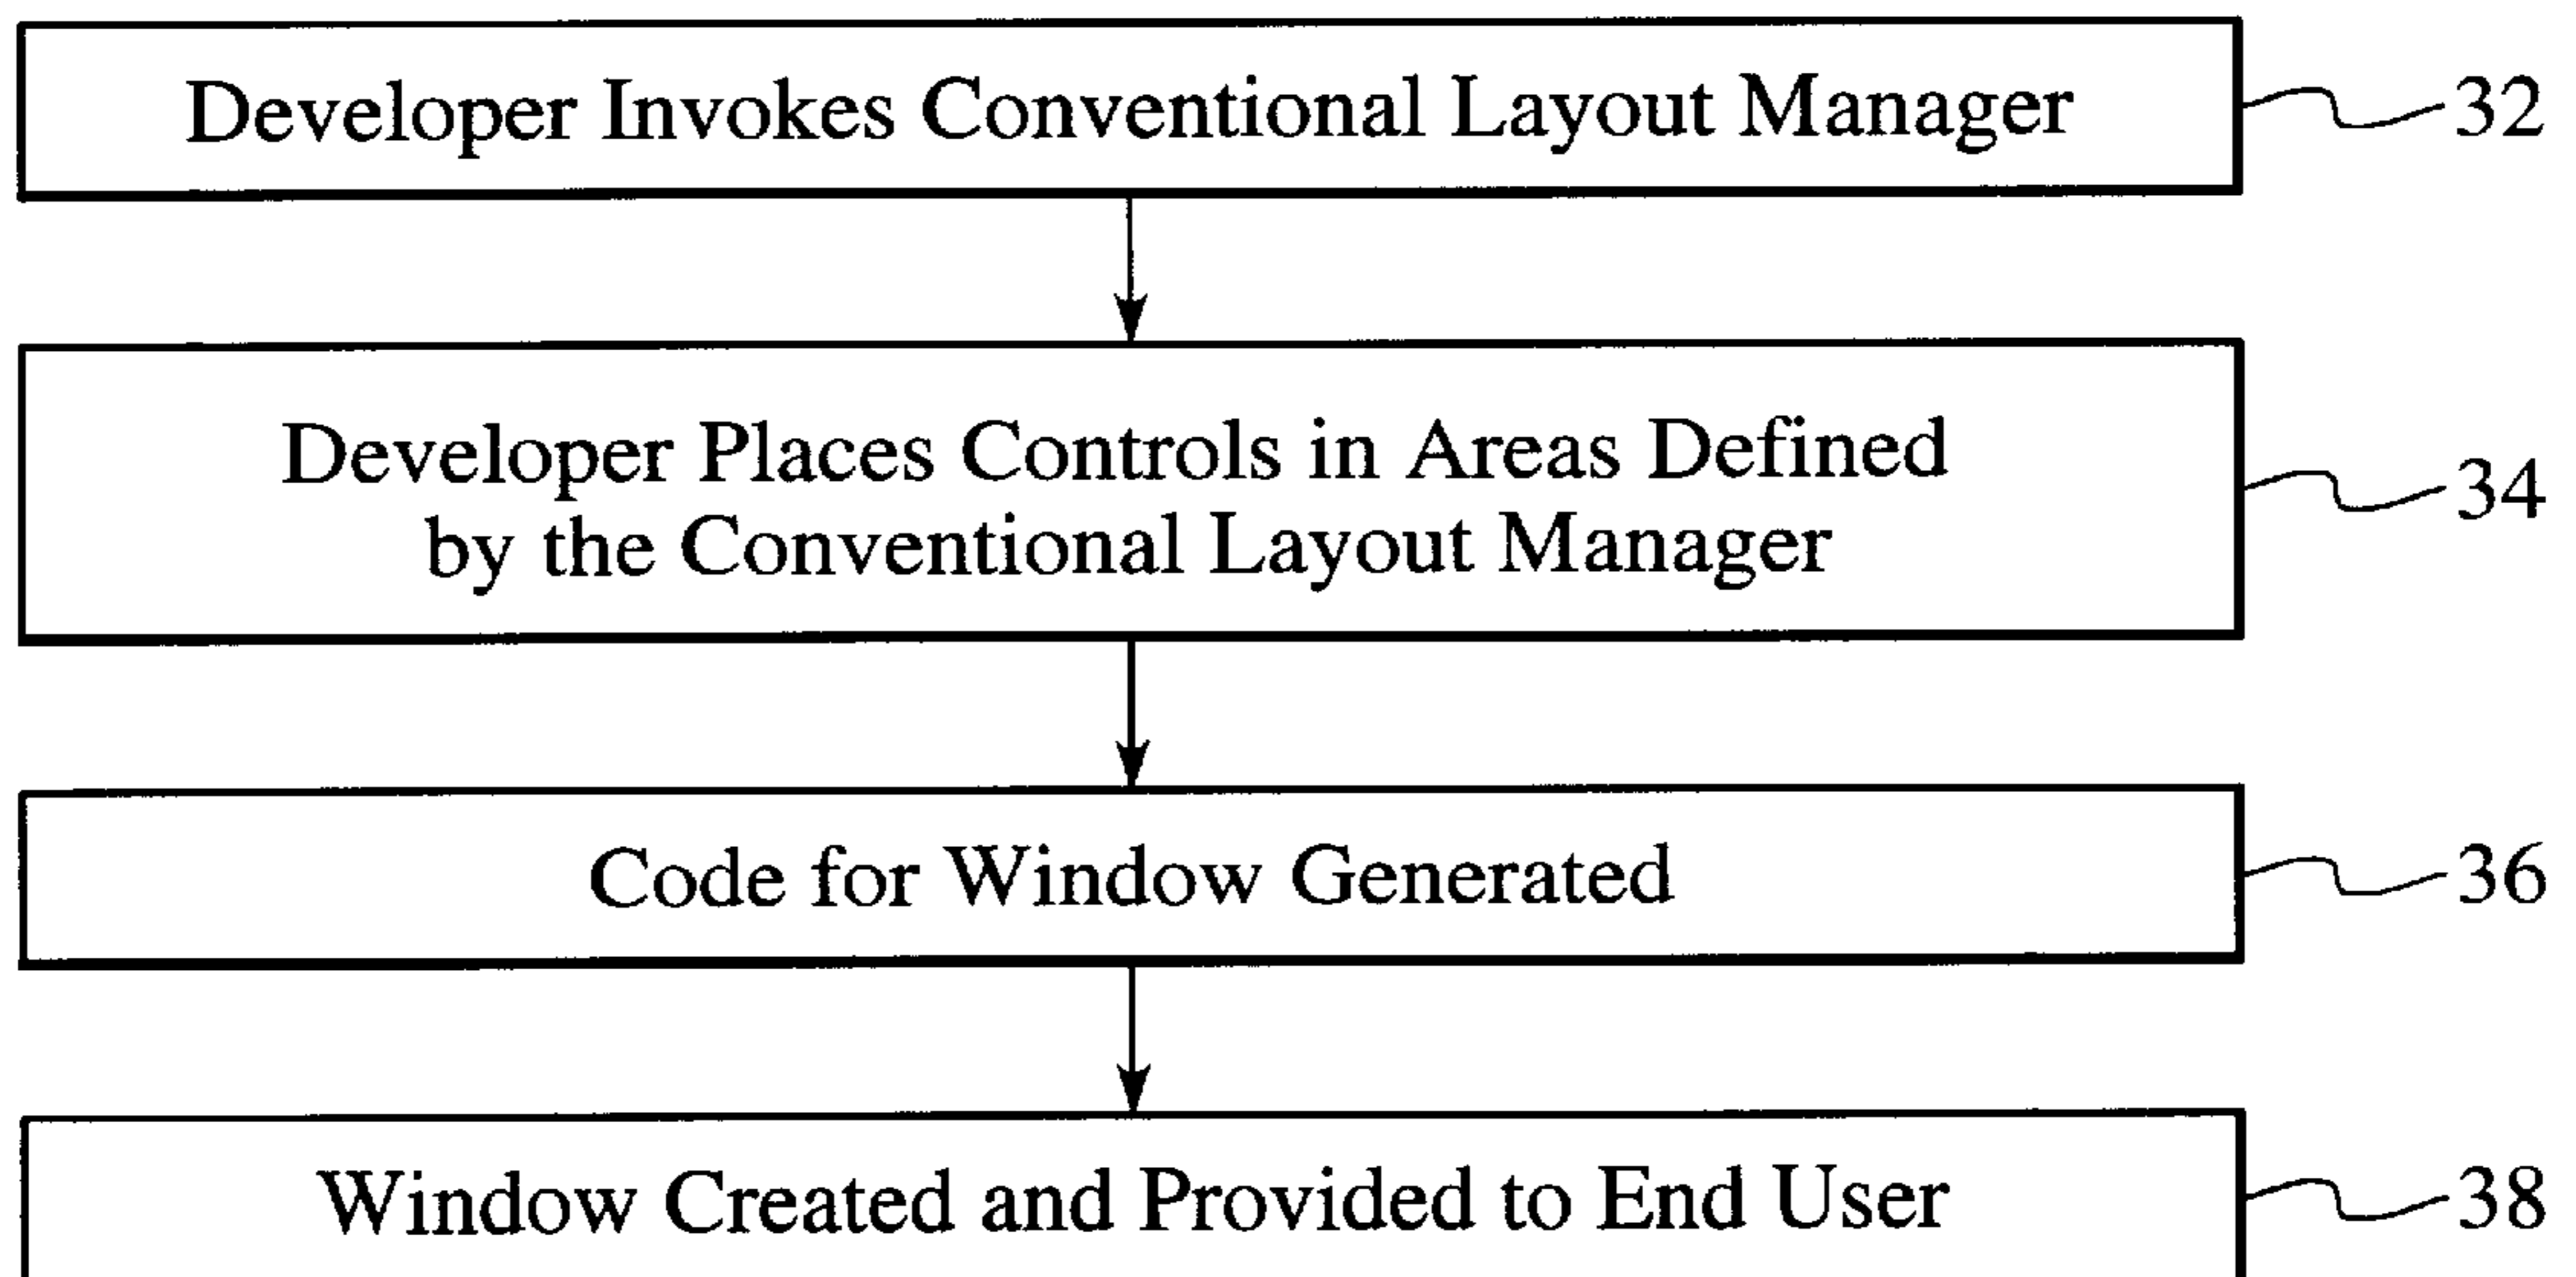 Developer Invokes Conventional Layout Manager
32
Developer Places Controls in Areas Defined
by the Conventional Layout Manager
34
Code for Window Generated
36
Window Created and Provided to End User
38